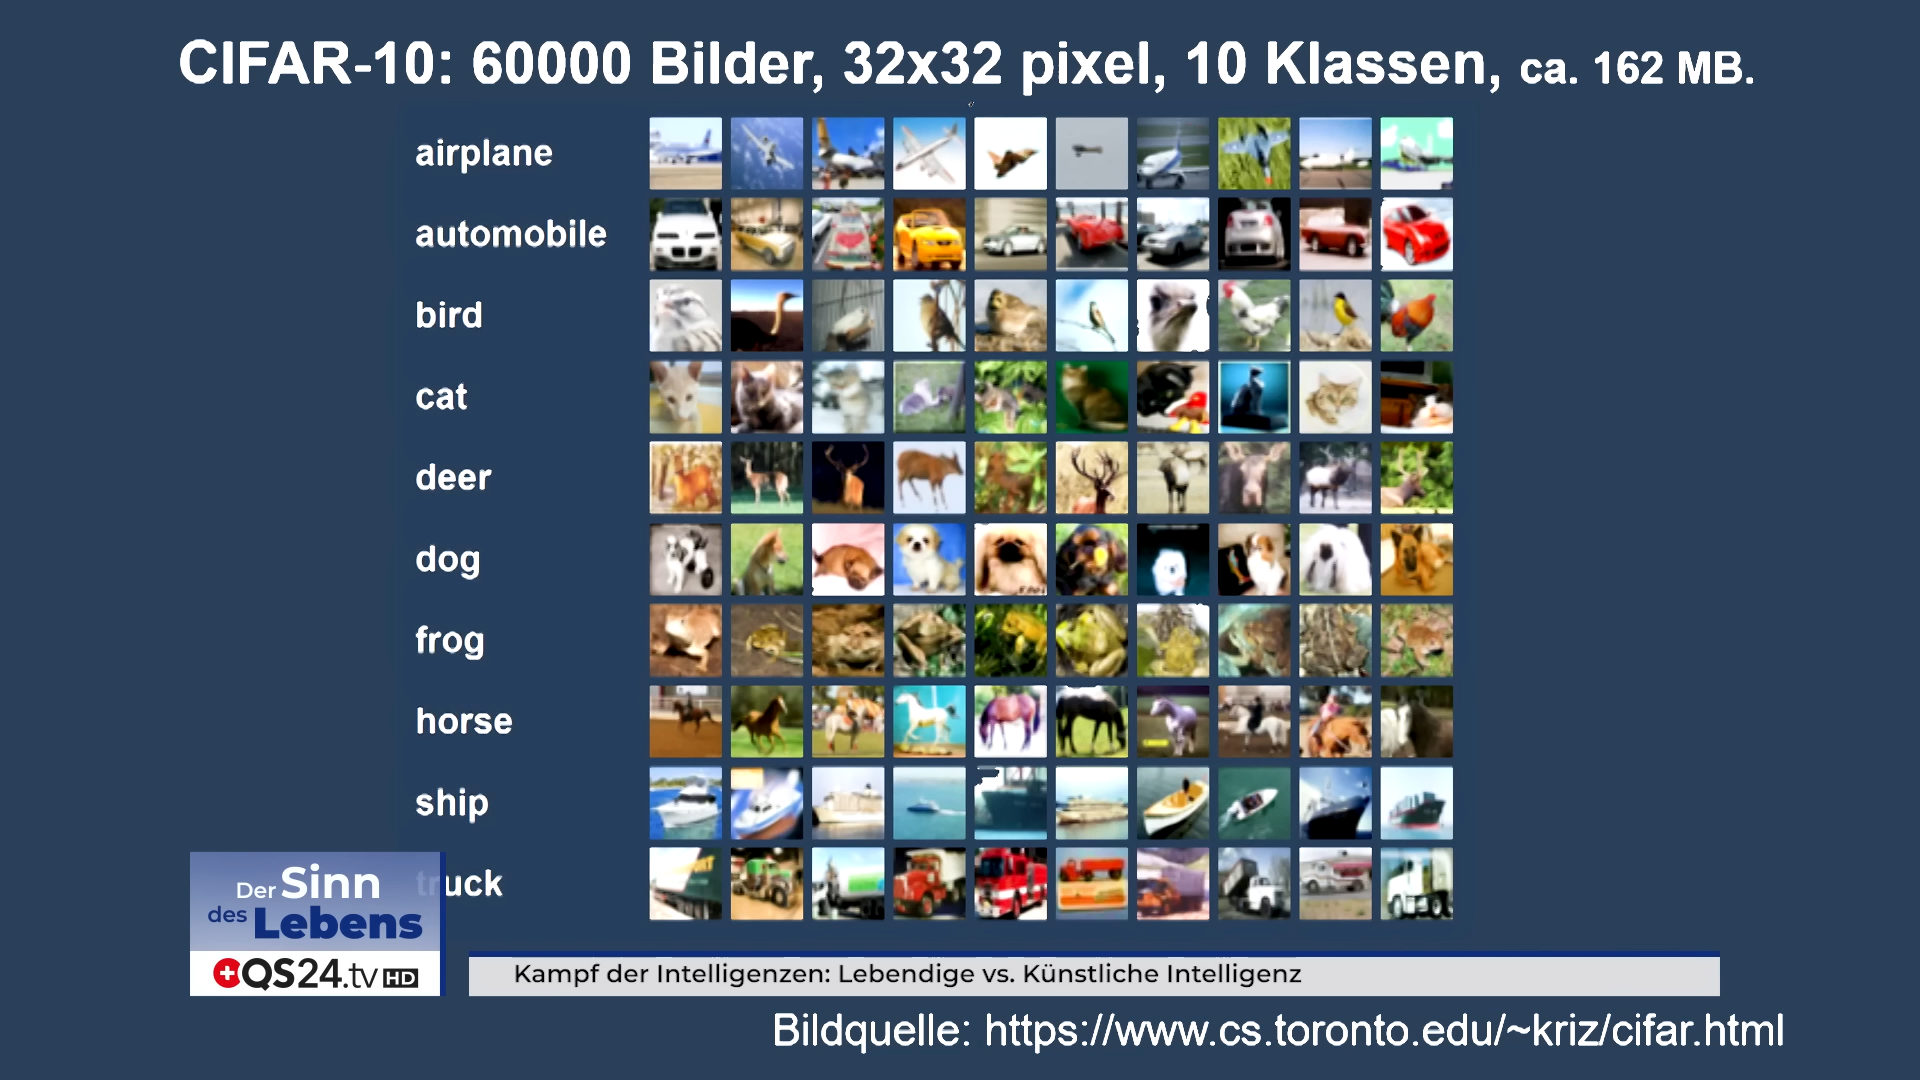 CIFAR-10: 60000 Bilder, 32x32 pixel, 10 Klassen, ca. 162 MB.
airplane
automobile
bird
cat
deer
dog
frog
horse
ship
truck
Der Sinn
des Lebens
QS24.tv HD
Kampf der Intelligenzen: Lebendige vs. Künstliche Intelligenz
Bildquelle: https://www.cs.toronto.edu/~kriz/cifar.html